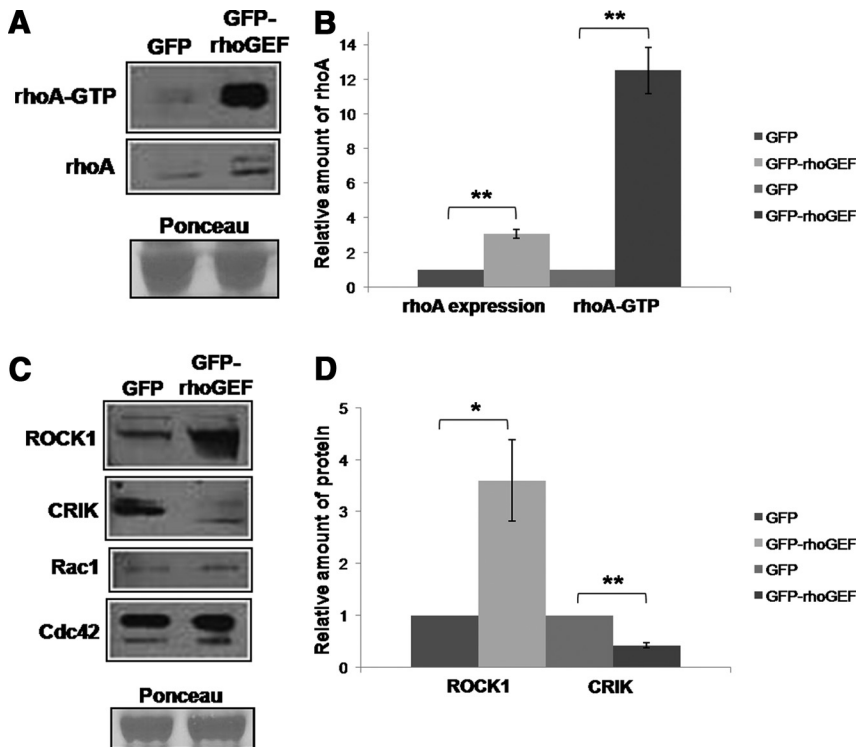 A
GFP
GFP-
rhoGEF
rhoA-GTP
rhoA
Ponceau
B
Relative amount of rhoA
14
12
10
8
6
4
2
0
**
**
rhoA expression
rhoA-GTP
GFP
GFP-rhoGEF
GFP
GFP-rhoGEF
C
GFP
GFP-
rhoGEF
ROCK1
CRIK
Rac1
Cdc42
Ponceau
D
Relative amount of protein
5
4
3
2
1
0
*
**
ROCK1
CRIK
GFP
GFP-rhoGEF
GFP
GFP-rhoGEF